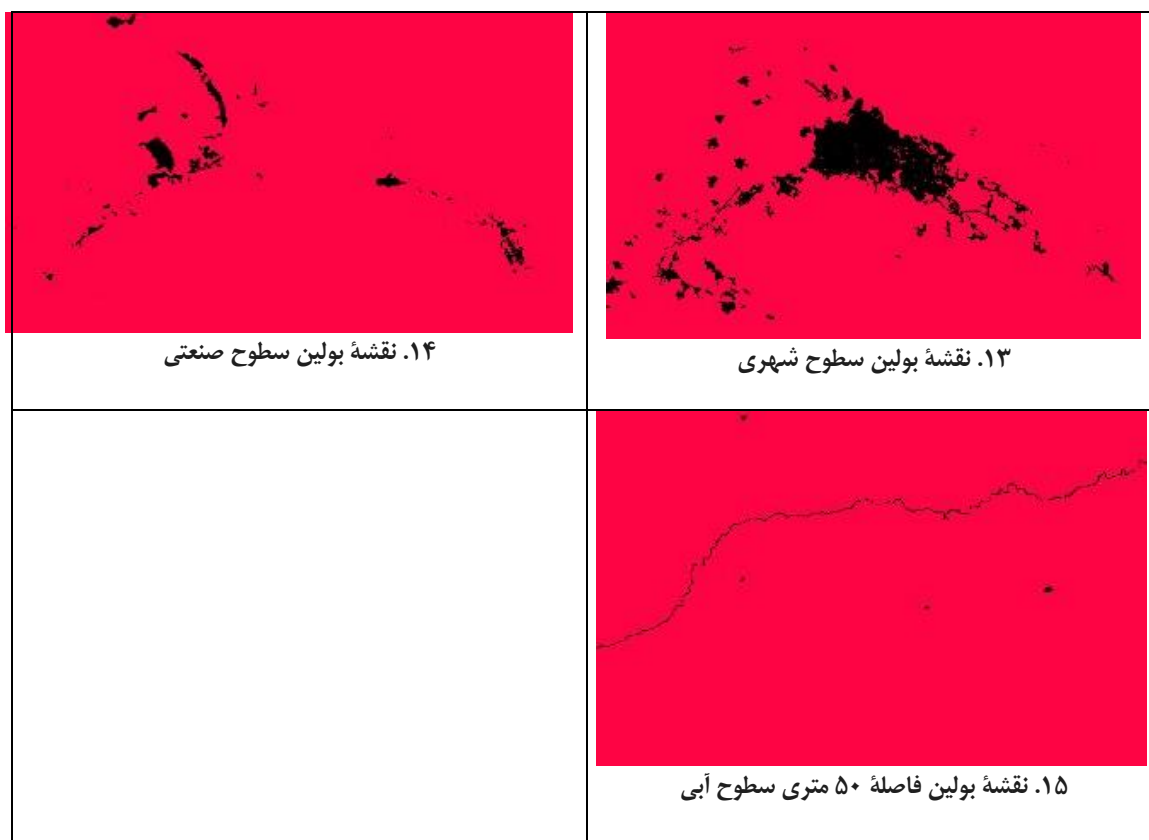 ۱۳. نقشهٔ بولین سطوح شهری
۱۴. نقشهٔ بولین سطوح صنعتی
۱۵. نقشهٔ بولین فاصلهٔ ۵۰ متری سطوح آبی